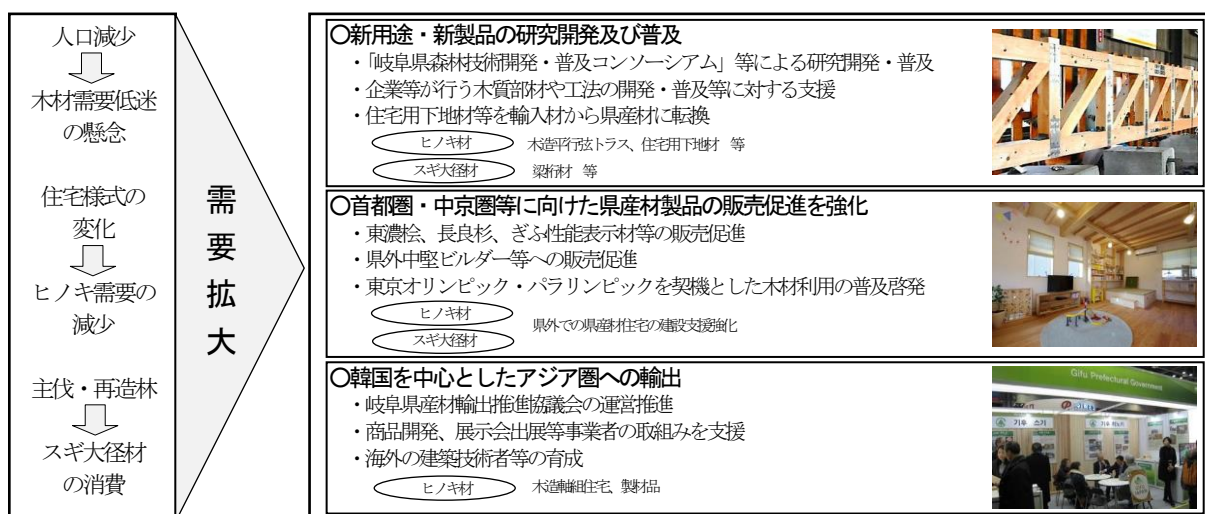 人口減少
木材需要低迷
の懸念
住宅様式の
変化
ヒノキ需要の
減少
主伐・再造林
スギ大径材
の消費
需要拡大
〇新用途・新製品の研究開発及び普及
・「岐阜県森林技術開発・普及コンソーシアム」等による研究開発・普及
・企業等が行う木質部材や工法の開発・普及等に対する支援
・住宅用下地材等を輸入材から県産材に転換
ヒノキ材 木造平行弦トラス、住宅用下地材 等
スギ大径材 梁桁材 等
〇首都圏・中京圏等に向けた県産材製品の販売促進を強化
・東濃桧、長良杉、ぎふ性能表示材等の販売促進
・県外中堅ビルダー等への販売促進
・東京オリンピック・パラリンピックを契機とした木材利用の普及啓発
ヒノキ材
県外での県産材住宅の建設支援強化
スギ大径材
〇韓国を中心としたアジア圏への輸出
・岐阜県産材輸出推進協議会の運営推進
・商品開発、展示会出展等事業者の取組みを支援
・海外の建築技術者等の育成
ヒノキ材 木造軸組住宅、製材品
Gifu Prefectural Government
기후 스기
기후 히노키